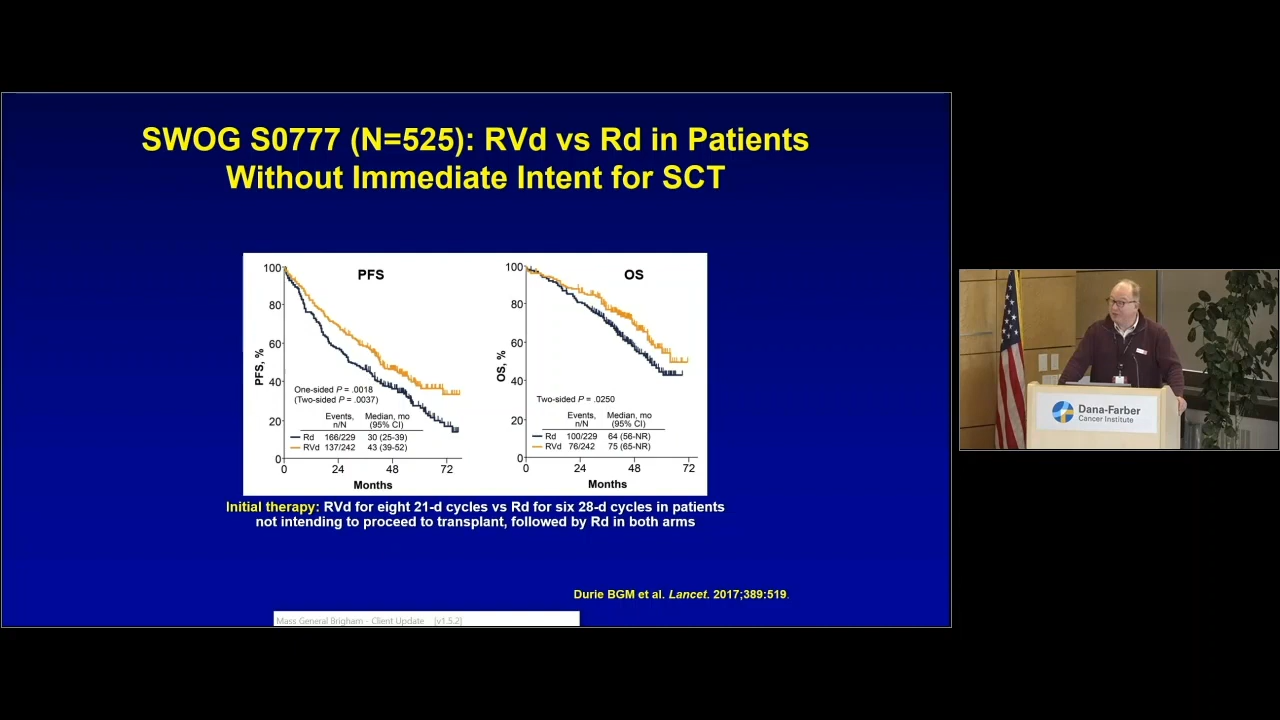 SWOG S0777 (N=525): RVd vs Rd in Patients
Without Immediate Intent for SCT
PFS
100
80
60
40
20
0
PFS, %
One-sided P = .0018
(Two-sided P = .0037)
Events, Median, mo
n/N (95% CI)
Rd 166/229 30 (25-39)
RVd 137/242 43 (39-52)
0 24 48 72
Months
OS
100
80
60
40
20
0
OS, %
Two-sided P = .0250
Events, Median, mo
n/N (95% CI)
Rd 100/229 64 (56-NR)
RVd 76/242 75 (65-NR)
0 24 48 72
Months
Initial therapy: RVd for eight 21-d cycles vs Rd for six 28-d cycles in patients
not intending to proceed to transplant, followed by Rd in both arms
Durie BGM et al. Lancet. 2017;389:519.
Mass General Brigham - Client Update [v1.5.2]
Dana-Farber
Cancer Institute